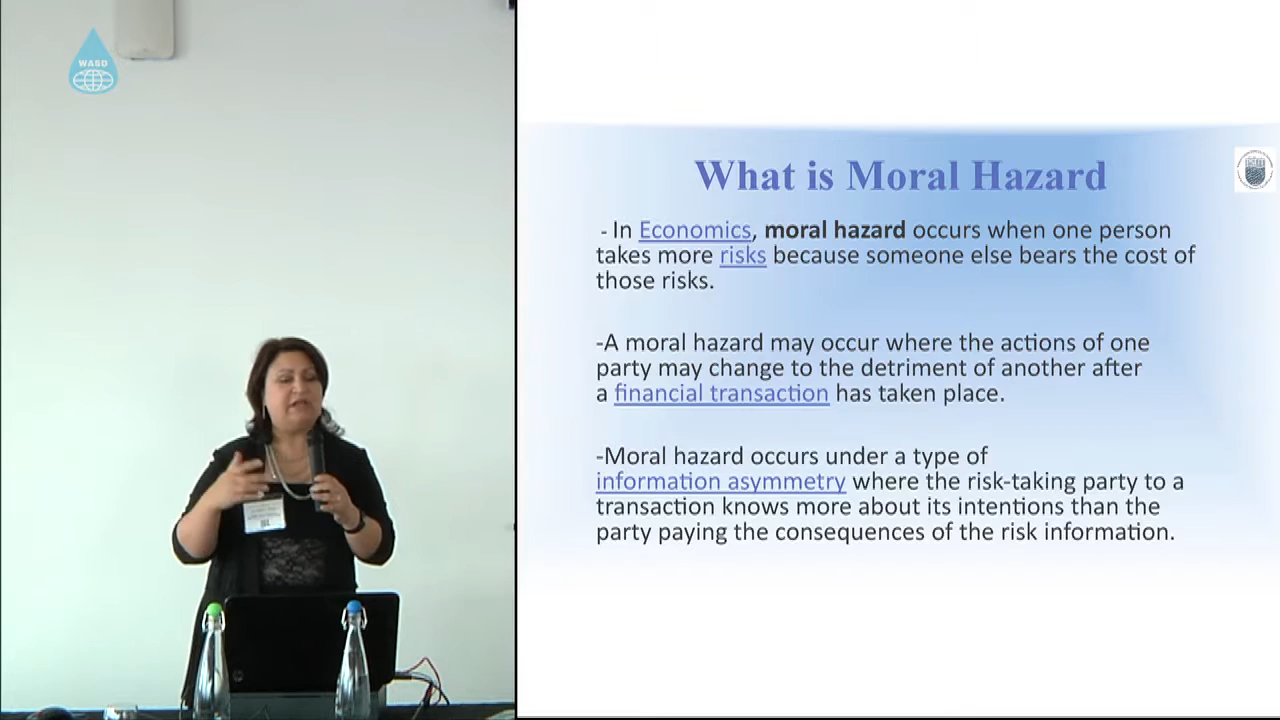 WASD
What is Moral Hazard
- In Economics, moral hazard occurs when one person
takes more risks because someone else bears the cost of
those risks.
-A moral hazard may occur where the actions of one
party may change to the detriment of another after
a financial transaction has taken place.
-Moral hazard occurs under a type of
information asymmetry where the risk-taking party to a
transaction knows more about its intentions than the
party paying the consequences of the risk information.